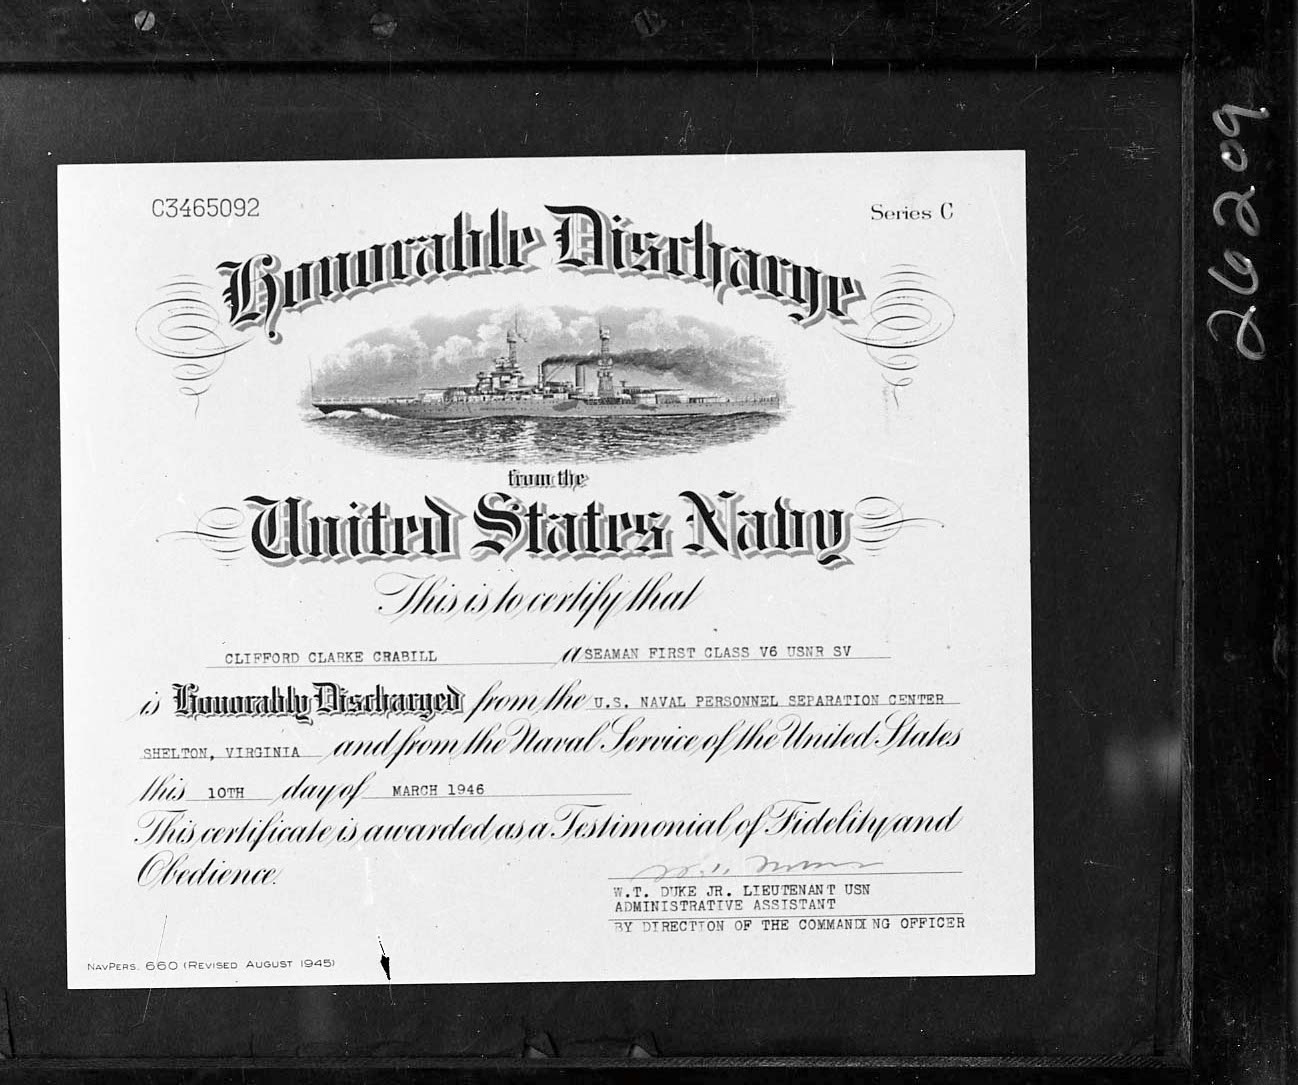 C3465092
Series C
Honorable Discharge
from the
United States Navy
This is to certify that
CLIFFORD CLARKE CRABILL a SEAMAN FIRST CLASS V6 USNR SV
is Honorably Discharged from the U.S. NAVAL PERSONNEL SEPARATION CENTER
SHELTON, VIRGINIA and from the Naval Service of the United States
this 10TH day of MARCH 1946
This certificate is awarded as a Testimonial of Fidelity and
Obedience.
W.T. DUKE JR. LIEUTENANT USN
ADMINISTRATIVE ASSISTANT
BY DIRECTION OF THE COMMANDING OFFICER
NAVPERS. 660 (REVISED AUGUST 1945)
26209